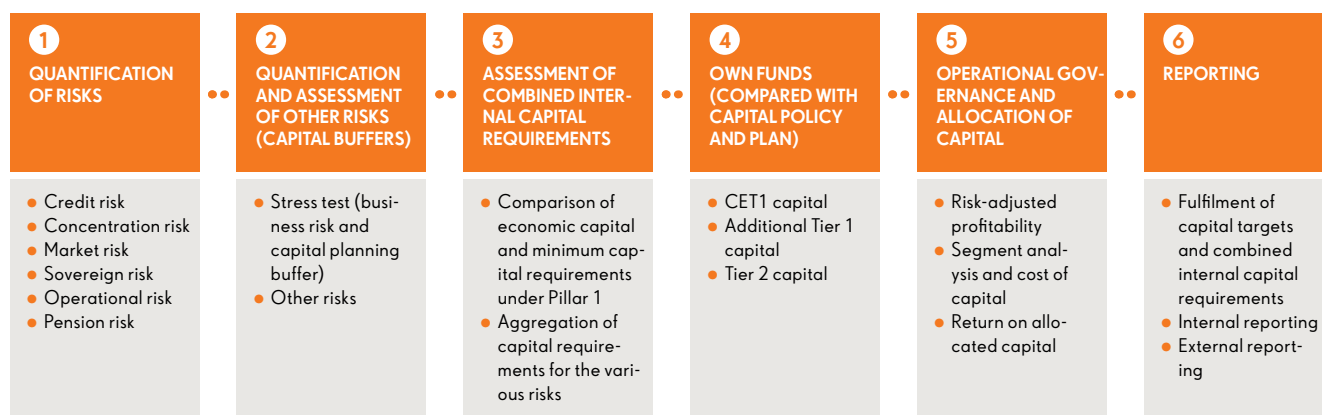 1
QUANTIFICATION
OF RISKS
• Credit risk
• Concentration risk
• Market risk
• Sovereign risk
• Operational risk
• Pension risk
2
QUANTIFICATION
AND ASSESSMENT
OF OTHER RISKS
(CAPITAL BUFFERS)
• Stress test (busi-
ness risk and
capital planning
buffer)
• Other risks
3
ASSESSMENT OF
COMBINED INTER-
NAL CAPITAL
REQUIREMENTS
• Comparison of
economic capital
and minimum cap-
ital requirements
under Pillar 1
• Aggregation of
capital require-
ments for the vari-
ous risks
4
OWN FUNDS
(COMPARED WITH
CAPITAL POLICY
AND PLAN)
• CET1 capital
• Additional Tier 1
capital
• Tier 2 capital
5
OPERATIONAL GOV-
ERNANCE AND
ALLOCATION OF
CAPITAL
• Risk-adjusted
profitability
• Segment anal-
ysis and cost of
capital
• Return on allo-
cated capital
6
REPORTING
• Fulfilment of
capital targets
and combined
internal capital
requirements
• Internal reporting
• External report-
ing